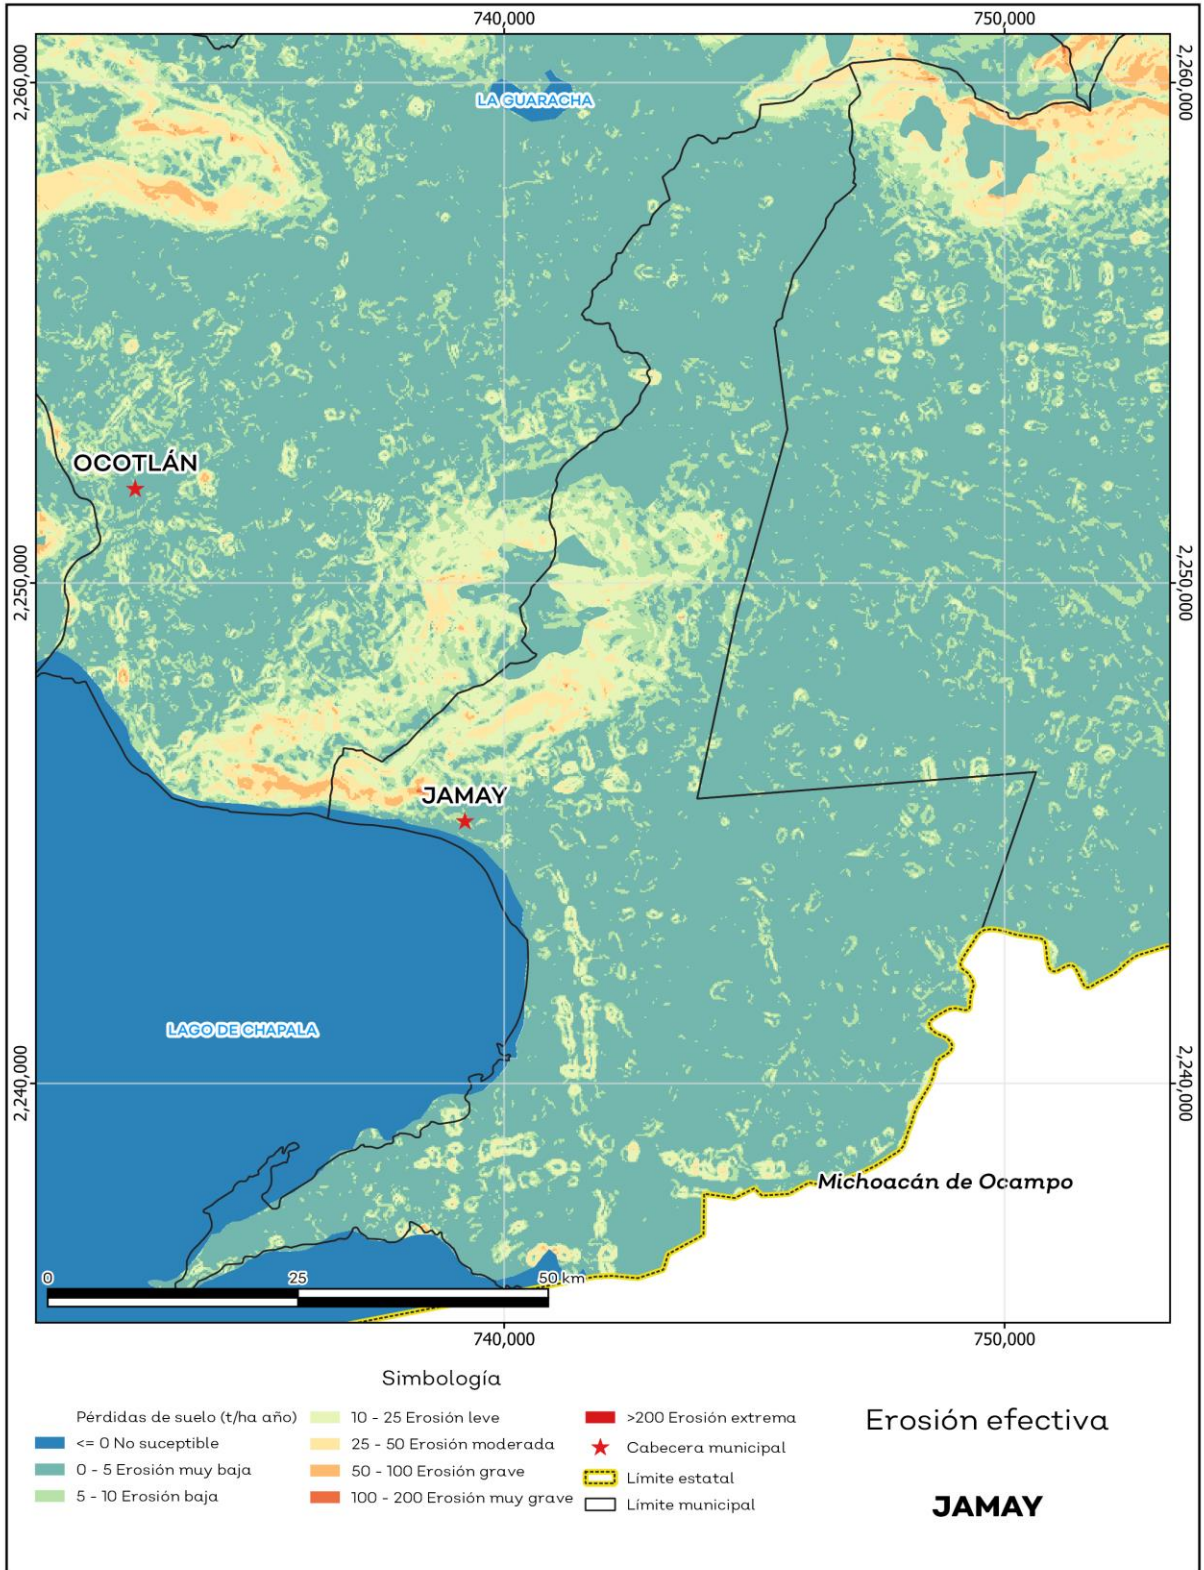 740,000
750,000
2,260,000
2,260,000
LA GUARACHA
OCOTLÁN
2,250,000
2,250,000
JAMAY
LAGO DE CHAPALA
2,240,000
2,240,000
Michoacán de Ocampo
0
25
50 km
740,000
750,000
Simbología
Pérdidas de suelo (t/ha año)
<= 0 No suceptible
0 - 5 Erosión muy baja
5 - 10 Erosión baja
10 - 25 Erosión leve
25 - 50 Erosión moderada
50 - 100 Erosión grave
100 - 200 Erosión muy grave
>200 Erosión extrema
Cabecera municipal
Límite estatal
Límite municipal
Erosión efectiva
JAMAY